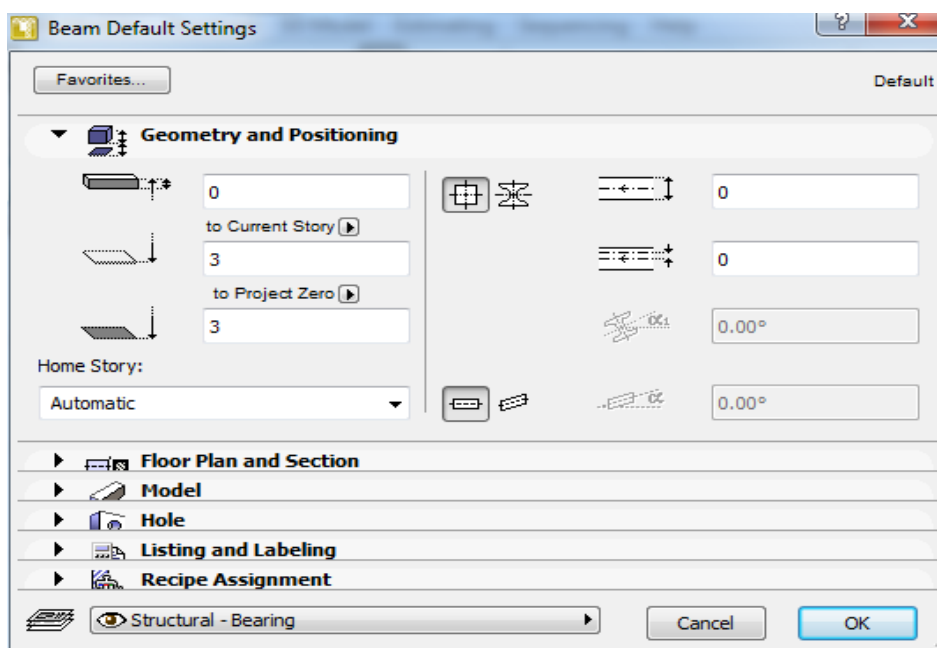 Beam Default Settings
Favorites...
Default
Geometry and Positioning
0
to Current Story
3
to Project Zero
3
Home Story:
Automatic
0
0
α1
0.00°
α
0.00°
Floor Plan and Section
Model
Hole
Listing and Labeling
Recipe Assignment
Structural - Bearing
Cancel
OK